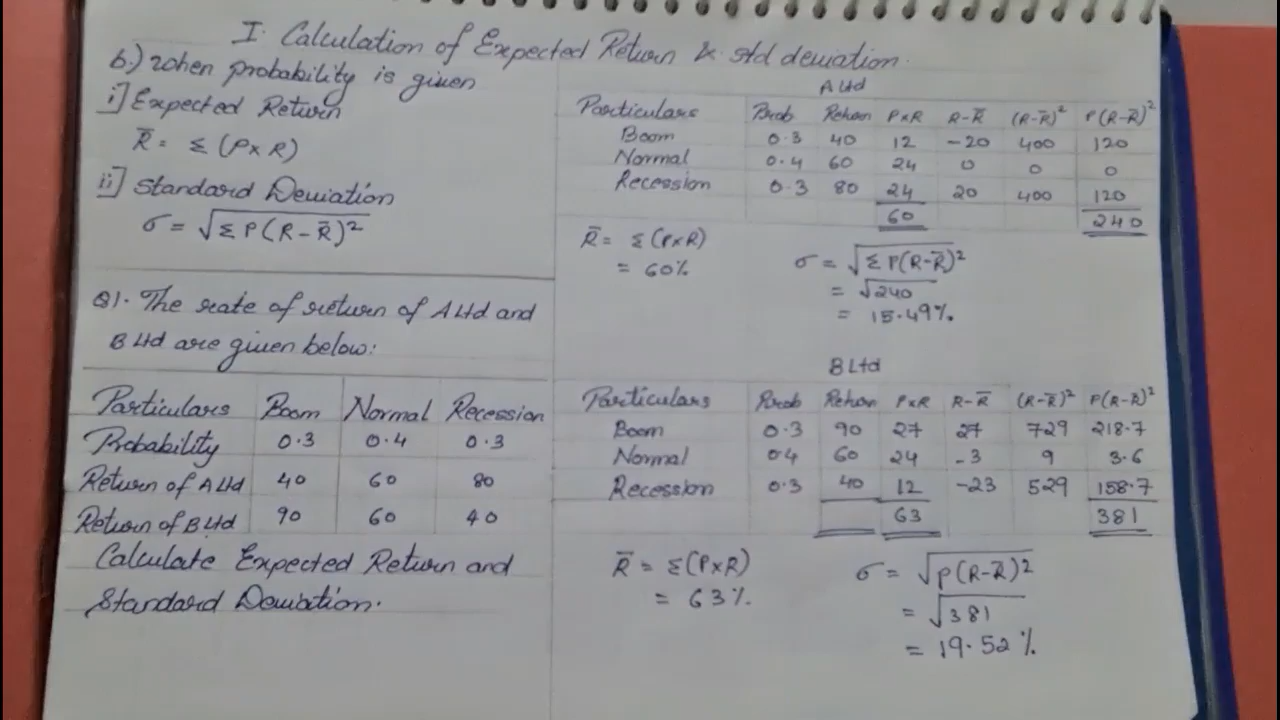 I. Calculation of Expected Return & std deviation.
b.) When probability is given
i] Expected Return
R̄ = Σ (P×R)
ii] Standard Deviation
σ = √ΣP(R-R̄)²
Q1. The rate of return of A Ltd and
B Ltd are given below:
Particulars Boom Normal Recession
Probability 0.3 0.4 0.3
Return of A Ltd 40 60 80
Return of B Ltd 90 60 40
Calculate Expected Return and
Standard Deviation.
A Ltd
Particulars Prob Return P×R R-R̄ (R-R̄)² P(R-R̄)²
Boom 0.3 40 12 -20 400 120
Normal 0.4 60 24 0 0 0
Recession 0.3 80 24 20 400 120
60 240
R̄ = Σ (P×R)
= 60%
σ = √ΣP(R-R̄)²
= √240
= 15.49%
B Ltd
Particulars Prob Return P×R R-R̄ (R-R̄)² P(R-R̄)²
Boom 0.3 90 27 27 729 218.7
Normal 0.4 60 24 -3 9 3.6
Recession 0.3 40 12 -23 529 158.7
63 381
R̄ = Σ(P×R)
= 63%
σ = √P(R-R̄)²
= √381
= 19.52%